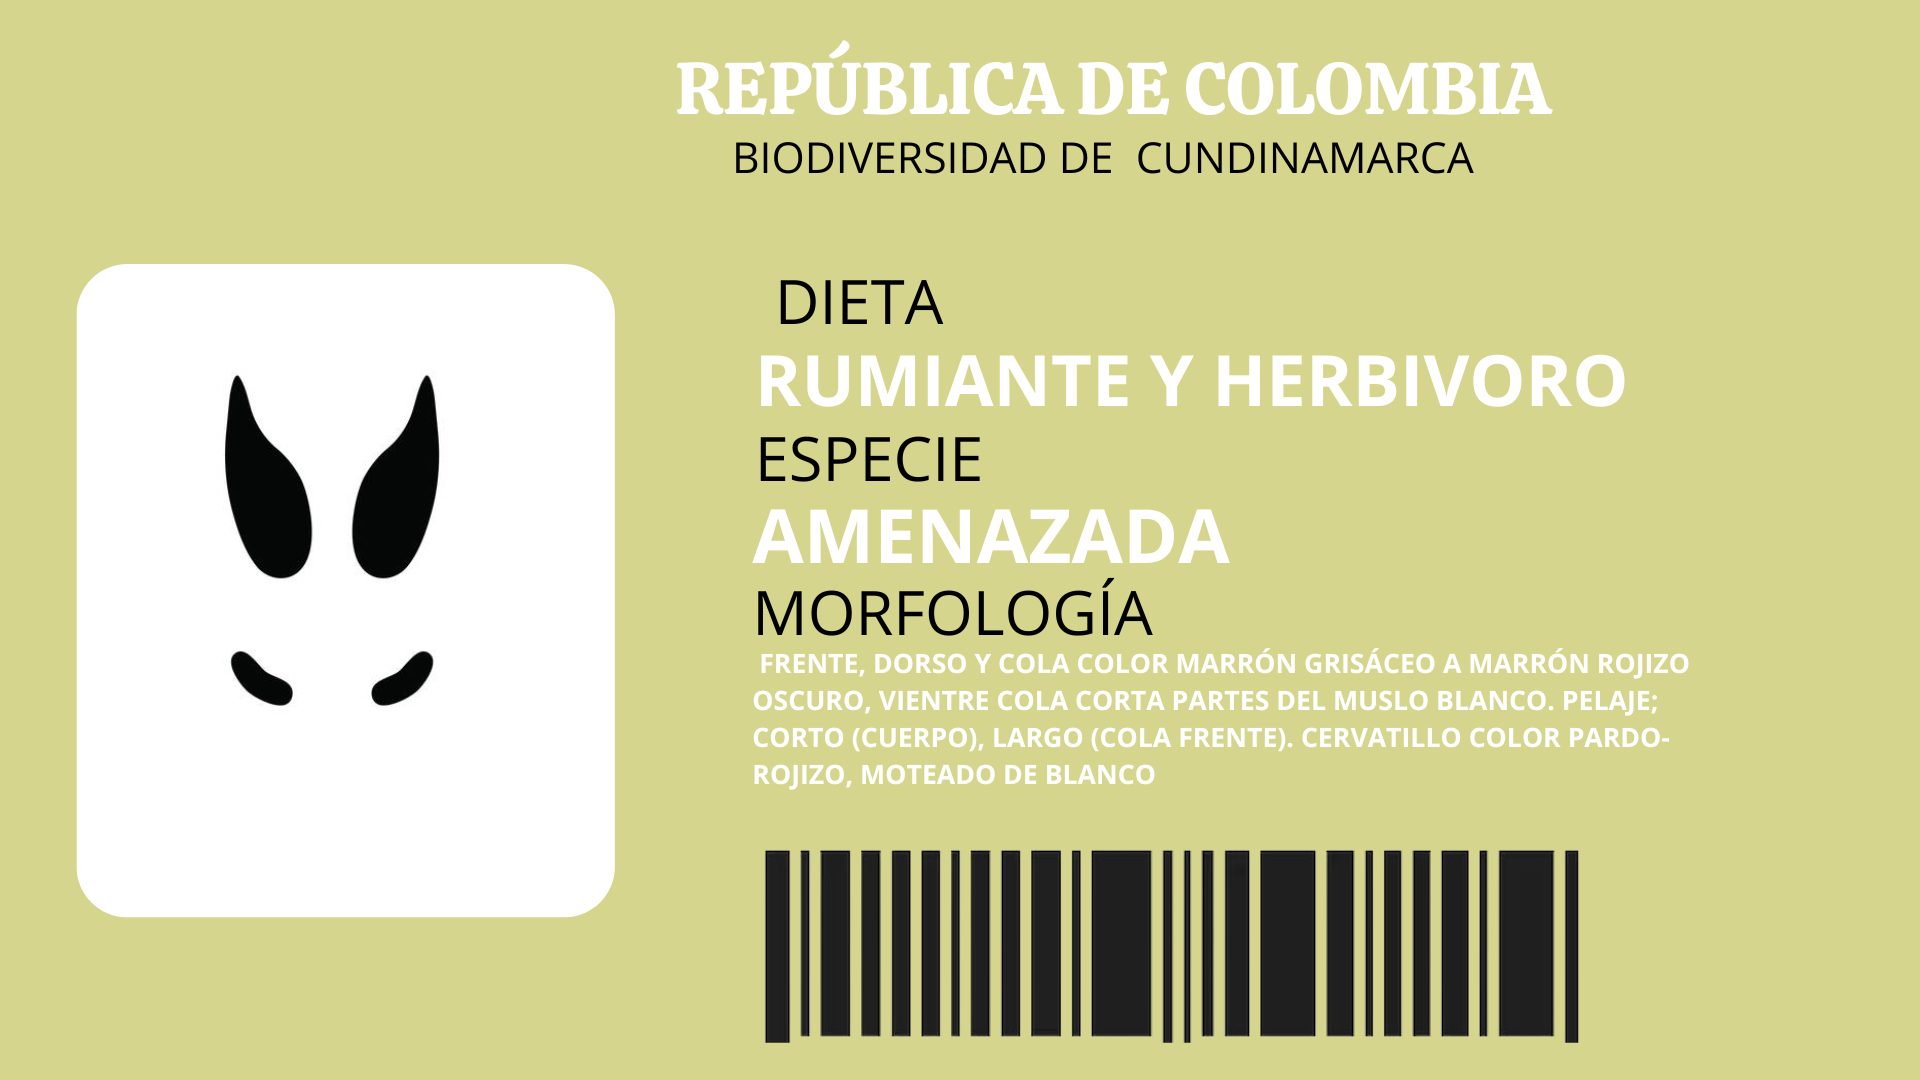 REPÚBLICA DE COLOMBIA
BIODIVERSIDAD DE CUNDINAMARCA
DIETA
RUMIANTE Y HERBIVORO
ESPECIE
AMENAZADA
MORFOLOGÍA
FRENTE, DORSO Y COLA COLOR MARRÓN GRISÁCEO A MARRÓN ROJIZO
OSCURO, VIENTRE COLA CORTA PARTES DEL MUSLO BLANCO. PELAJE;
CORTO (CUERPO), LARGO (COLA FRENTE). CERVATILLO COLOR PARDO-
ROJIZO, MOTEADO DE BLANCO